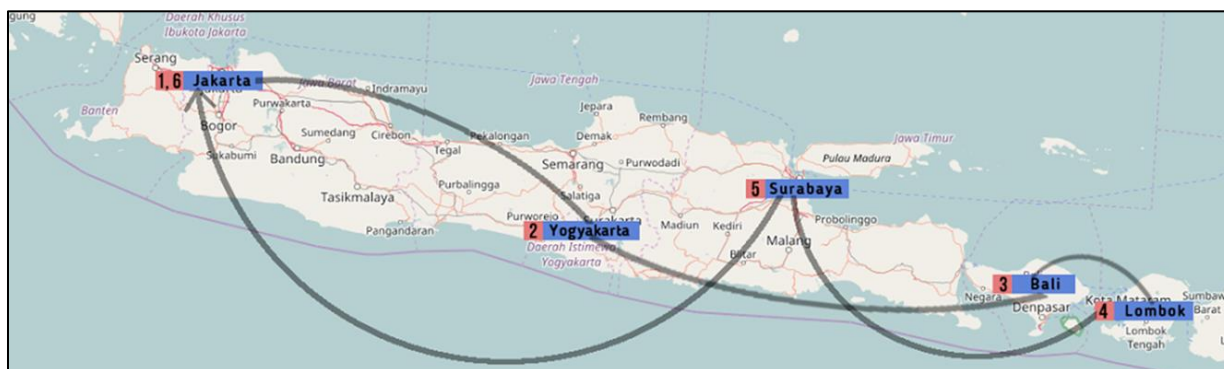 Daerah Khusus
Ibukota Jakarta
Serang
1,6 Jakarta
Jawa Barat
Indramayu
Jawa Tengah
Jepara
Rembang
Jawa Timur
Banten
Purwakarta
Bogor
Sumedang
Cirebon
Pekalongan
Demak
Semarang
Purwodadi
Pulau Madura
Sukabumi
Bandung
Tegal
Tasikmalaya
Purbalingga
Salatiga
5 Surabaya
Pangandaran
Purworejo
Surakarta
Madiun
Kediri
Probolinggo
2 Yogyakarta
Daerah Istimewa
Yogyakarta
Blitar
Malang
3 Bali
Negara
Denpasar
Kota Mataram
4 Lombok
Lombok
Tengah
Sumbaw
Barat